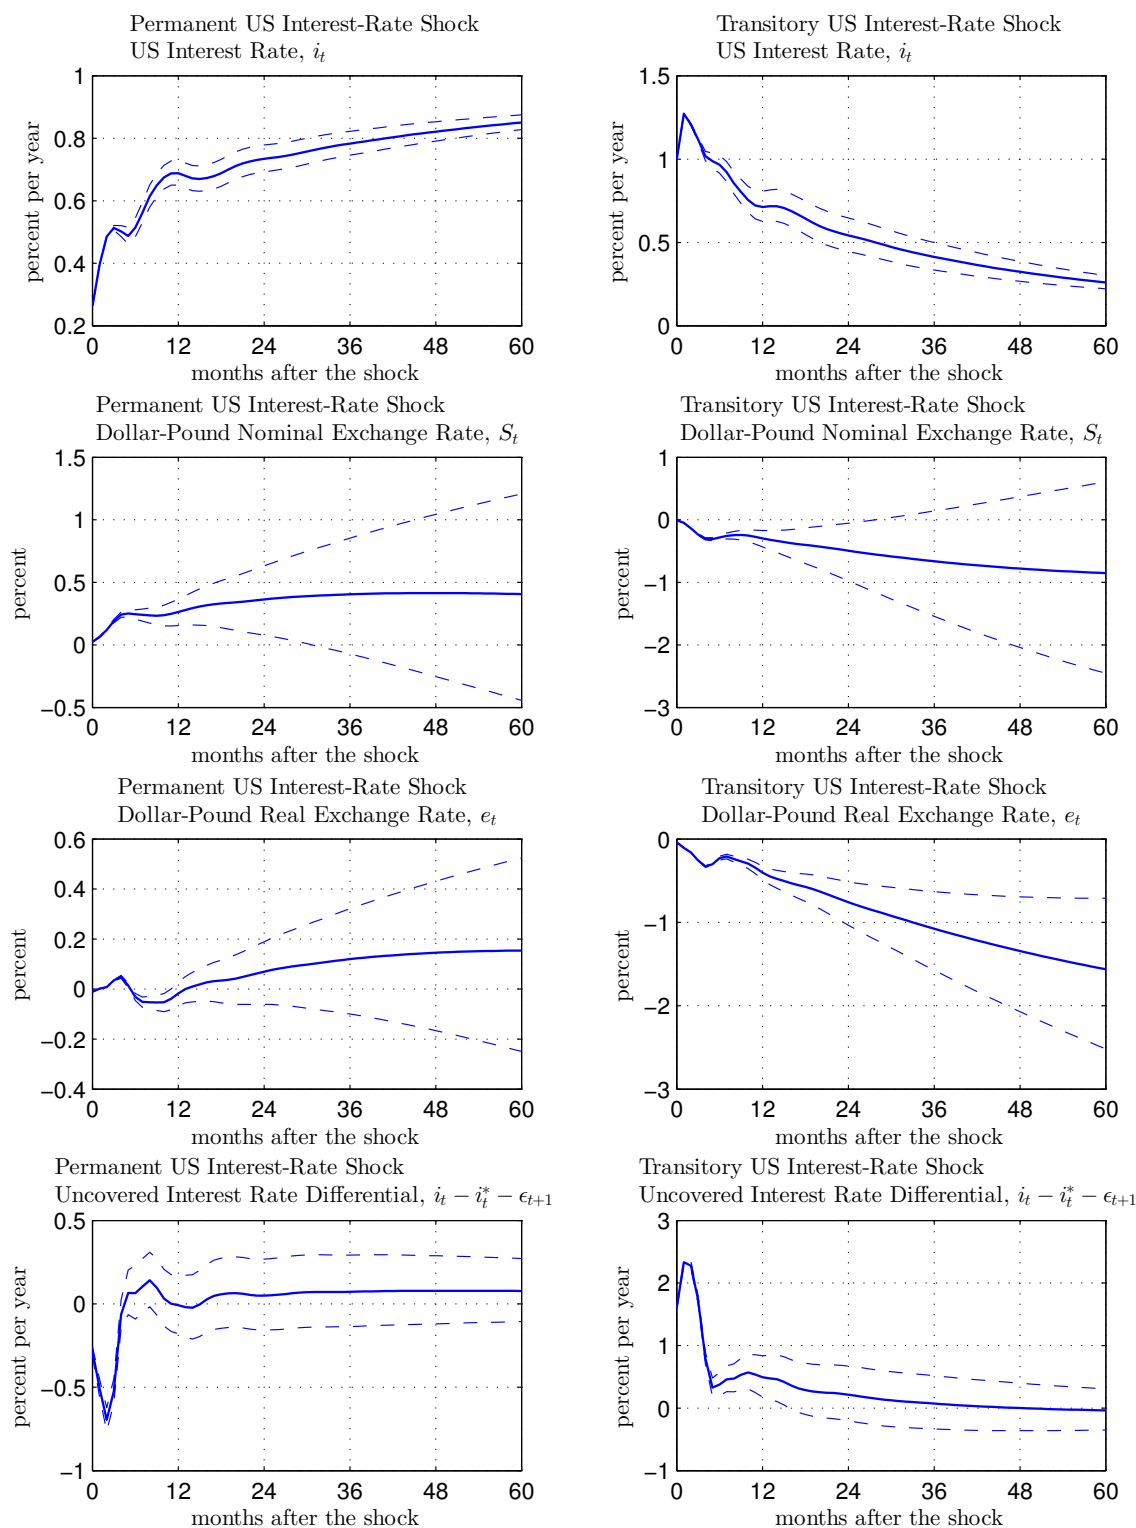 Permanent US Interest-Rate Shock
US Interest Rate, i_t
percent per year
1
0.8
0.6
0.4
0.2
0 12 24 36 48 60
months after the shock
Transitory US Interest-Rate Shock
US Interest Rate, i_t
percent per year
1.5
1
0.5
0
0 12 24 36 48 60
months after the shock
Permanent US Interest-Rate Shock
Dollar-Pound Nominal Exchange Rate, S_t
percent
1.5
1
0.5
0
−0.5
0 12 24 36 48 60
months after the shock
Transitory US Interest-Rate Shock
Dollar-Pound Nominal Exchange Rate, S_t
percent
1
0
−1
−2
−3
0 12 24 36 48 60
months after the shock
Permanent US Interest-Rate Shock
Dollar-Pound Real Exchange Rate, e_t
percent
0.6
0.4
0.2
0
−0.2
−0.4
0 12 24 36 48 60
months after the shock
Transitory US Interest-Rate Shock
Dollar-Pound Real Exchange Rate, e_t
percent
0
−1
−2
−3
0 12 24 36 48 60
months after the shock
Permanent US Interest-Rate Shock
Uncovered Interest Rate Differential, i_t − i_t^* − ϵ_{t+1}
percent per year
0.5
0
−0.5
−1
0 12 24 36 48 60
months after the shock
Transitory US Interest-Rate Shock
Uncovered Interest Rate Differential, i_t − i_t^* − ϵ_{t+1}
percent per year
3
2
1
0
−1
0 12 24 36 48 60
months after the shock